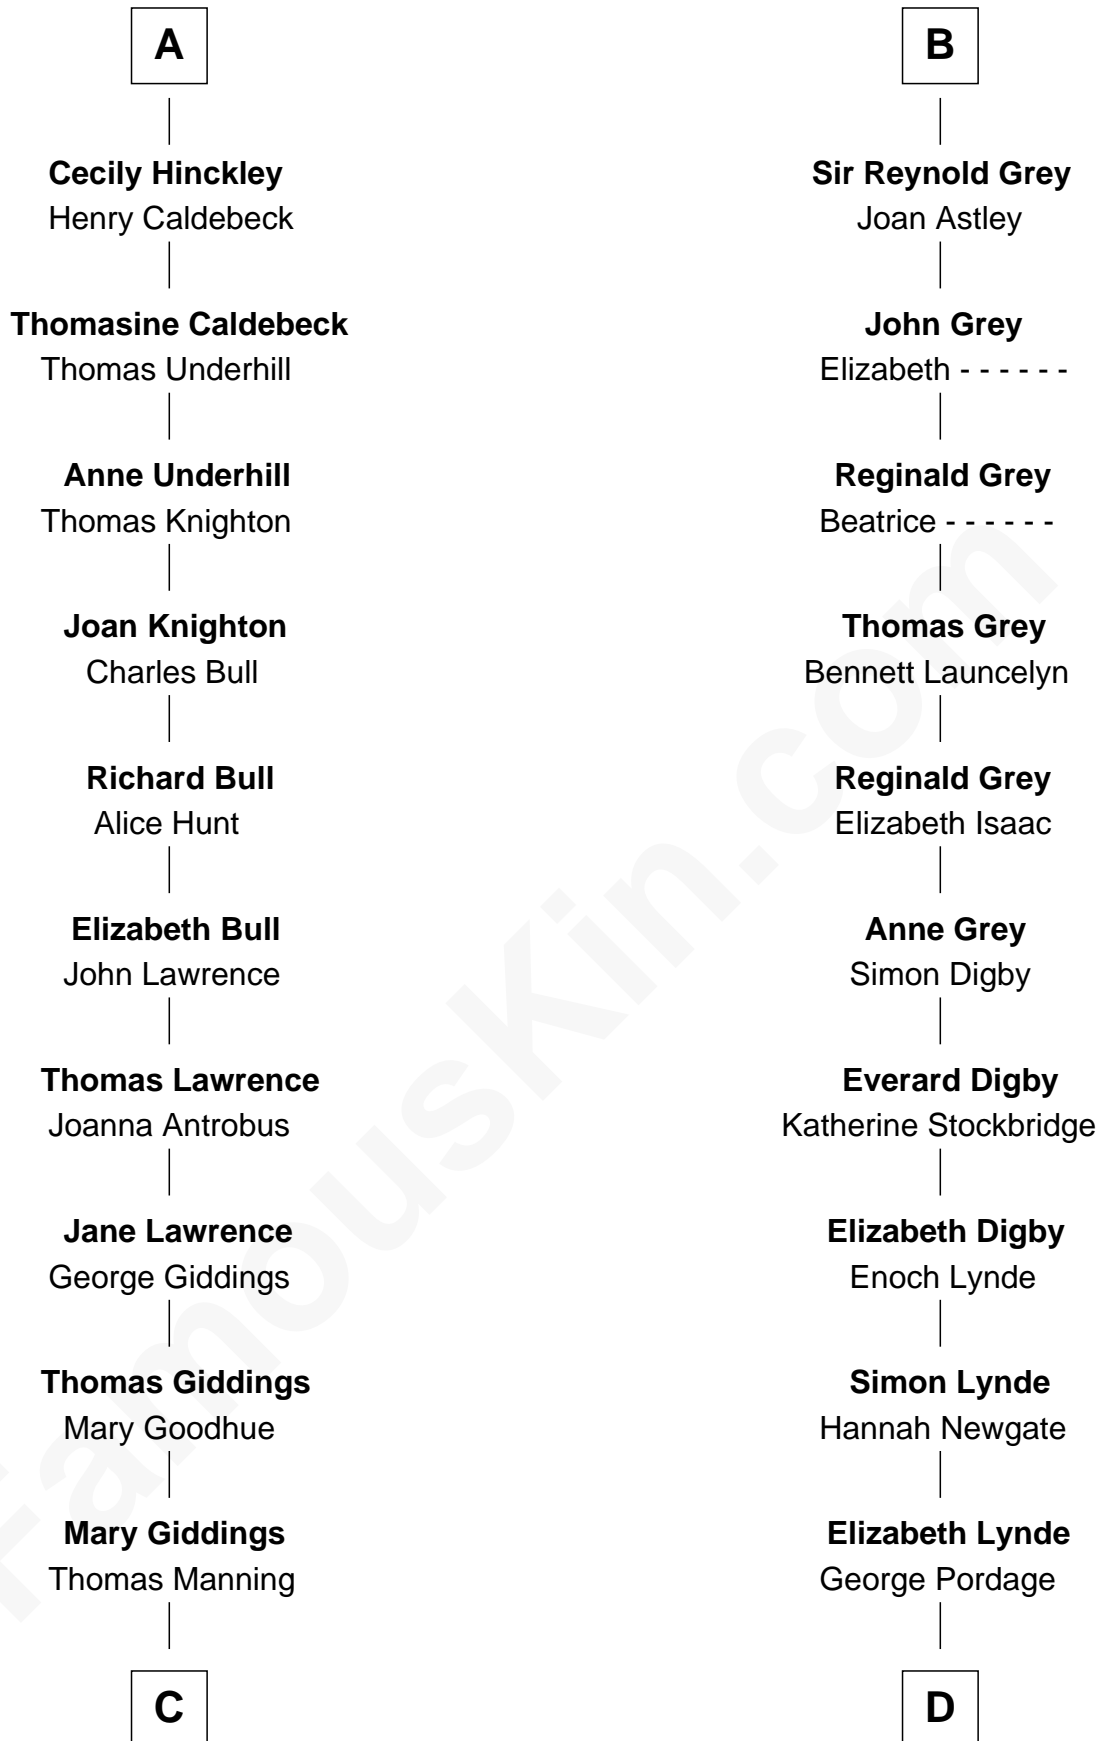 A
Cecily Hinckley
Henry Caldebeck
Thomasine Caldebeck
Thomas Underhill
Anne Underhill
Thomas Knighton
Joan Knighton
Charles Bull
Richard Bull
Alice Hunt
Elizabeth Bull
John Lawrence
Thomas Lawrence
Joanna Antrobus
Jane Lawrence
George Giddings
Thomas Giddings
Mary Goodhue
Mary Giddings
Thomas Manning
C
B
Sir Reynold Grey
Joan Astley
John Grey
Elizabeth - - - - - -
Reginald Grey
Beatrice - - - - - -
Thomas Grey
Bennett Launcelyn
Reginald Grey
Elizabeth Isaac
Anne Grey
Simon Digby
Everard Digby
Katherine Stockbridge
Elizabeth Digby
Enoch Lynde
Simon Lynde
Hannah Newgate
Elizabeth Lynde
George Pordage
D
FamousKin.com